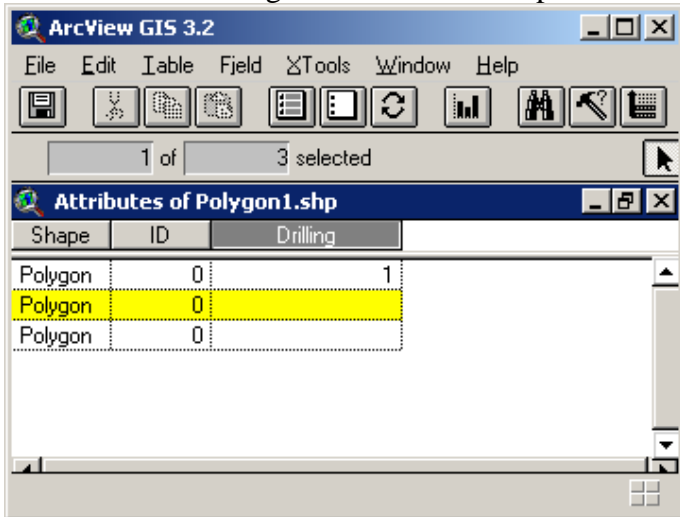 ArcView GIS 3.2
File Edit Table Field XTools Window Help
1 of 3 selected
Attributes of Polygon1.shp
Shape ID Drilling
Polygon 0 1
Polygon 0
Polygon 0